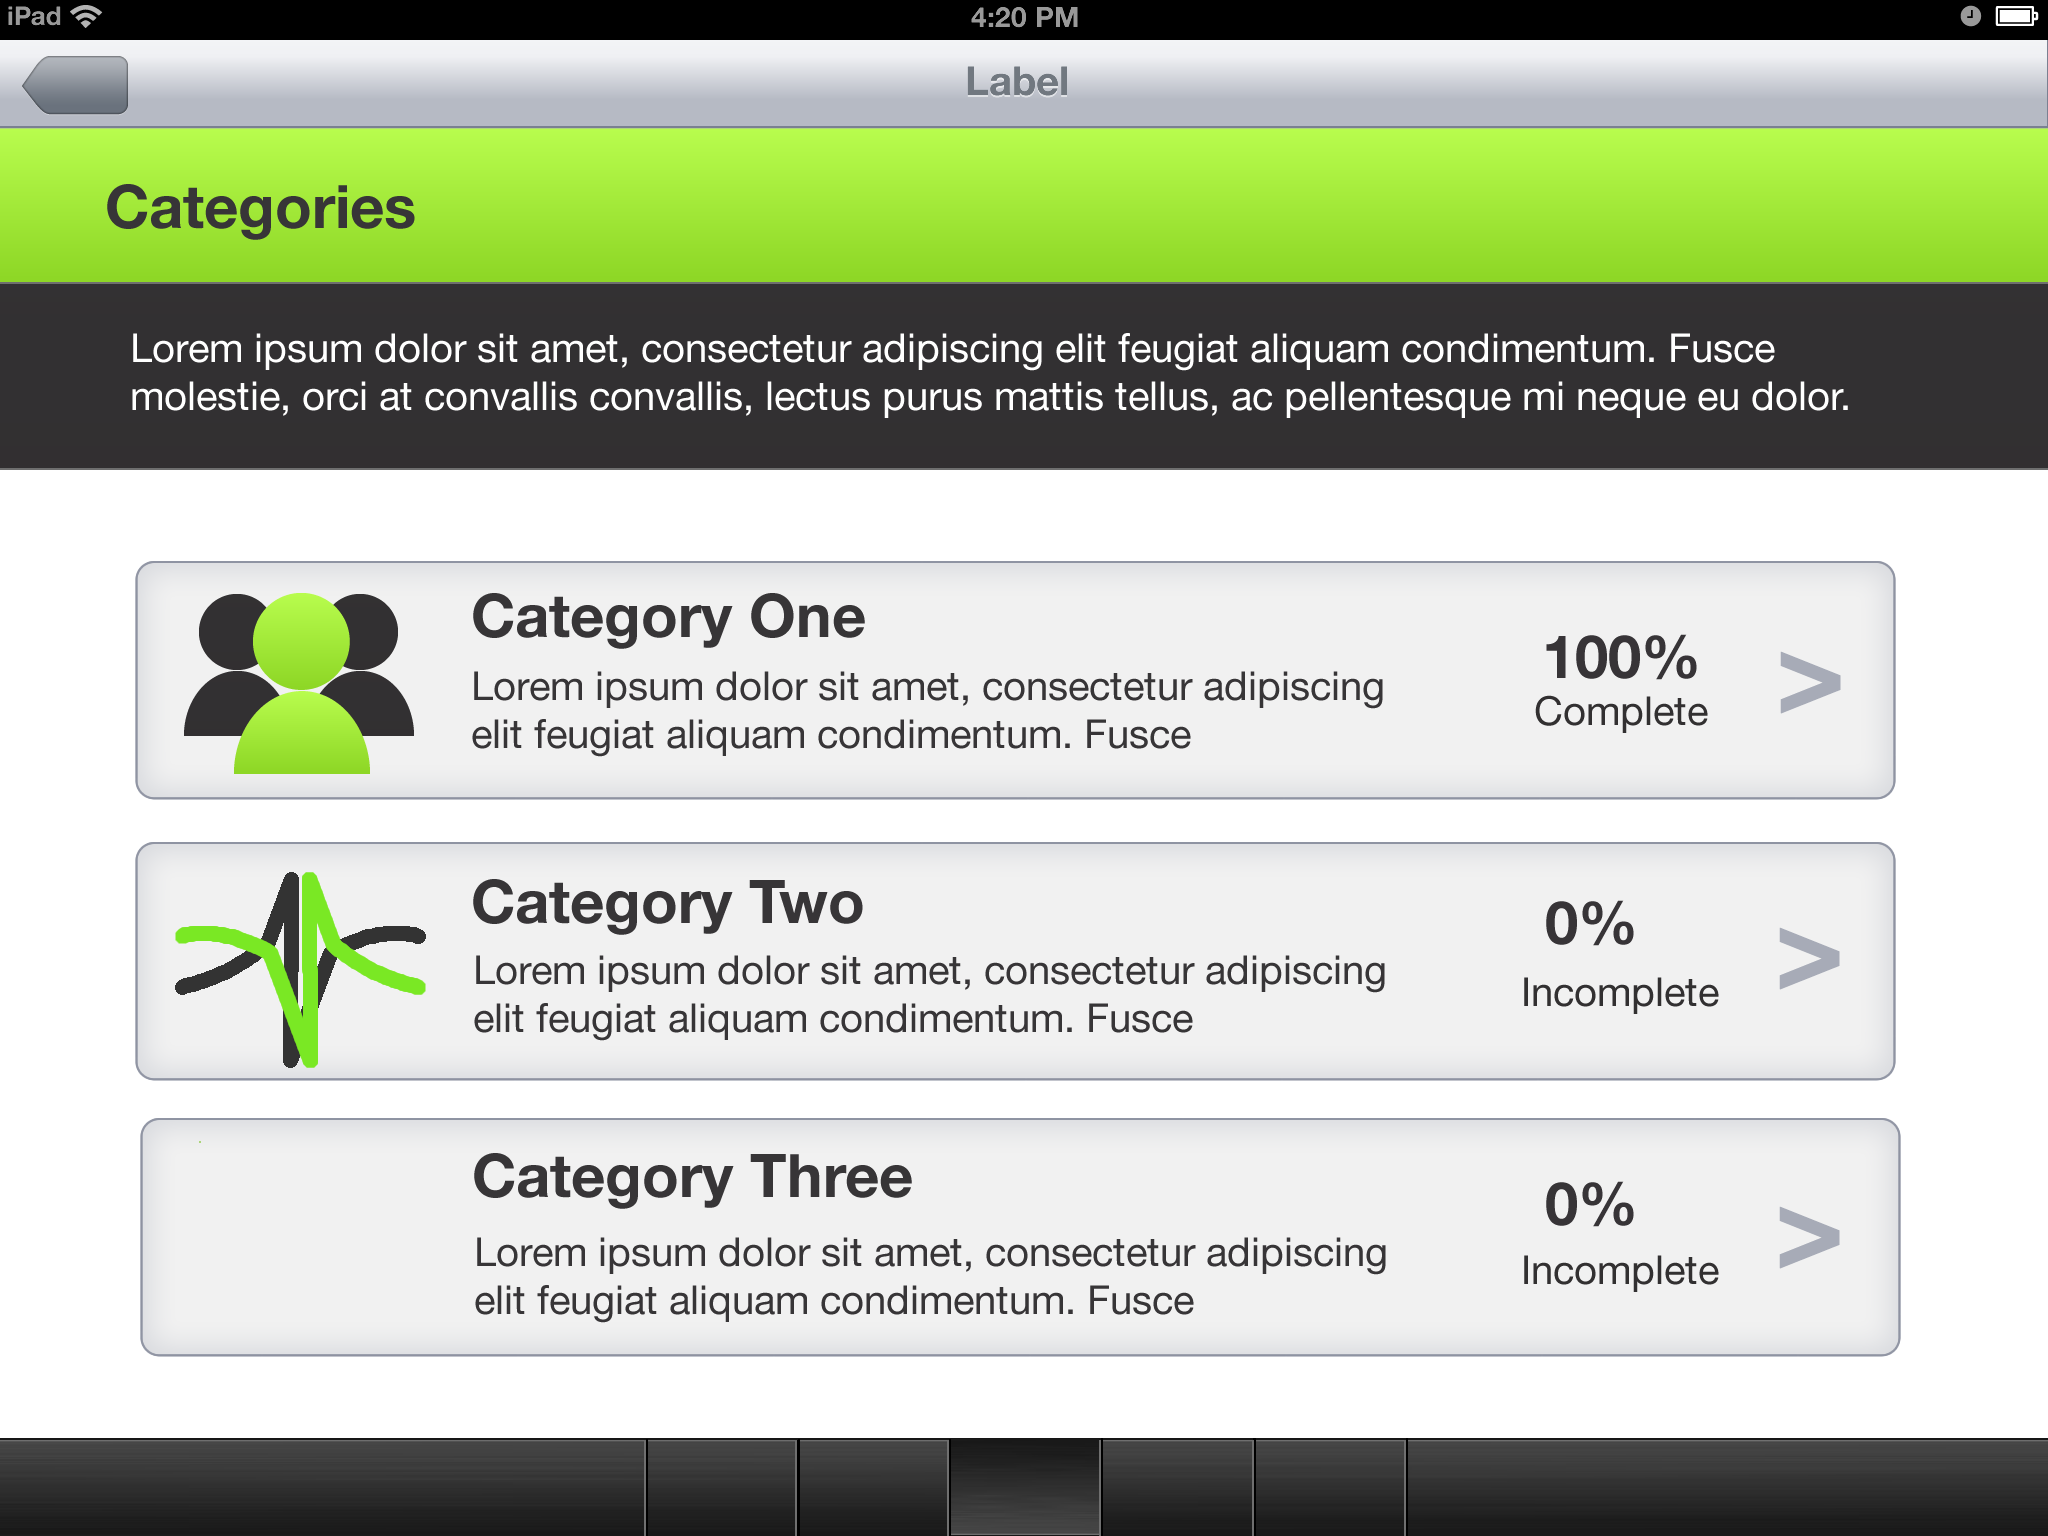 iPad
4:20 PM
Label
Categories
Lorem ipsum dolor sit amet, consectetur adipiscing elit feugiat aliquam condimentum. Fusce
molestie, orci at convallis convallis, lectus purus mattis tellus, ac pellentesque mi neque eu dolor.
Category One
Lorem ipsum dolor sit amet, consectetur adipiscing
elit feugiat aliquam condimentum. Fusce
100%
Complete
>
Category Two
Lorem ipsum dolor sit amet, consectetur adipiscing
elit feugiat aliquam condimentum. Fusce
0%
Incomplete
>
Category Three
Lorem ipsum dolor sit amet, consectetur adipiscing
elit feugiat aliquam condimentum. Fusce
0%
Incomplete
>